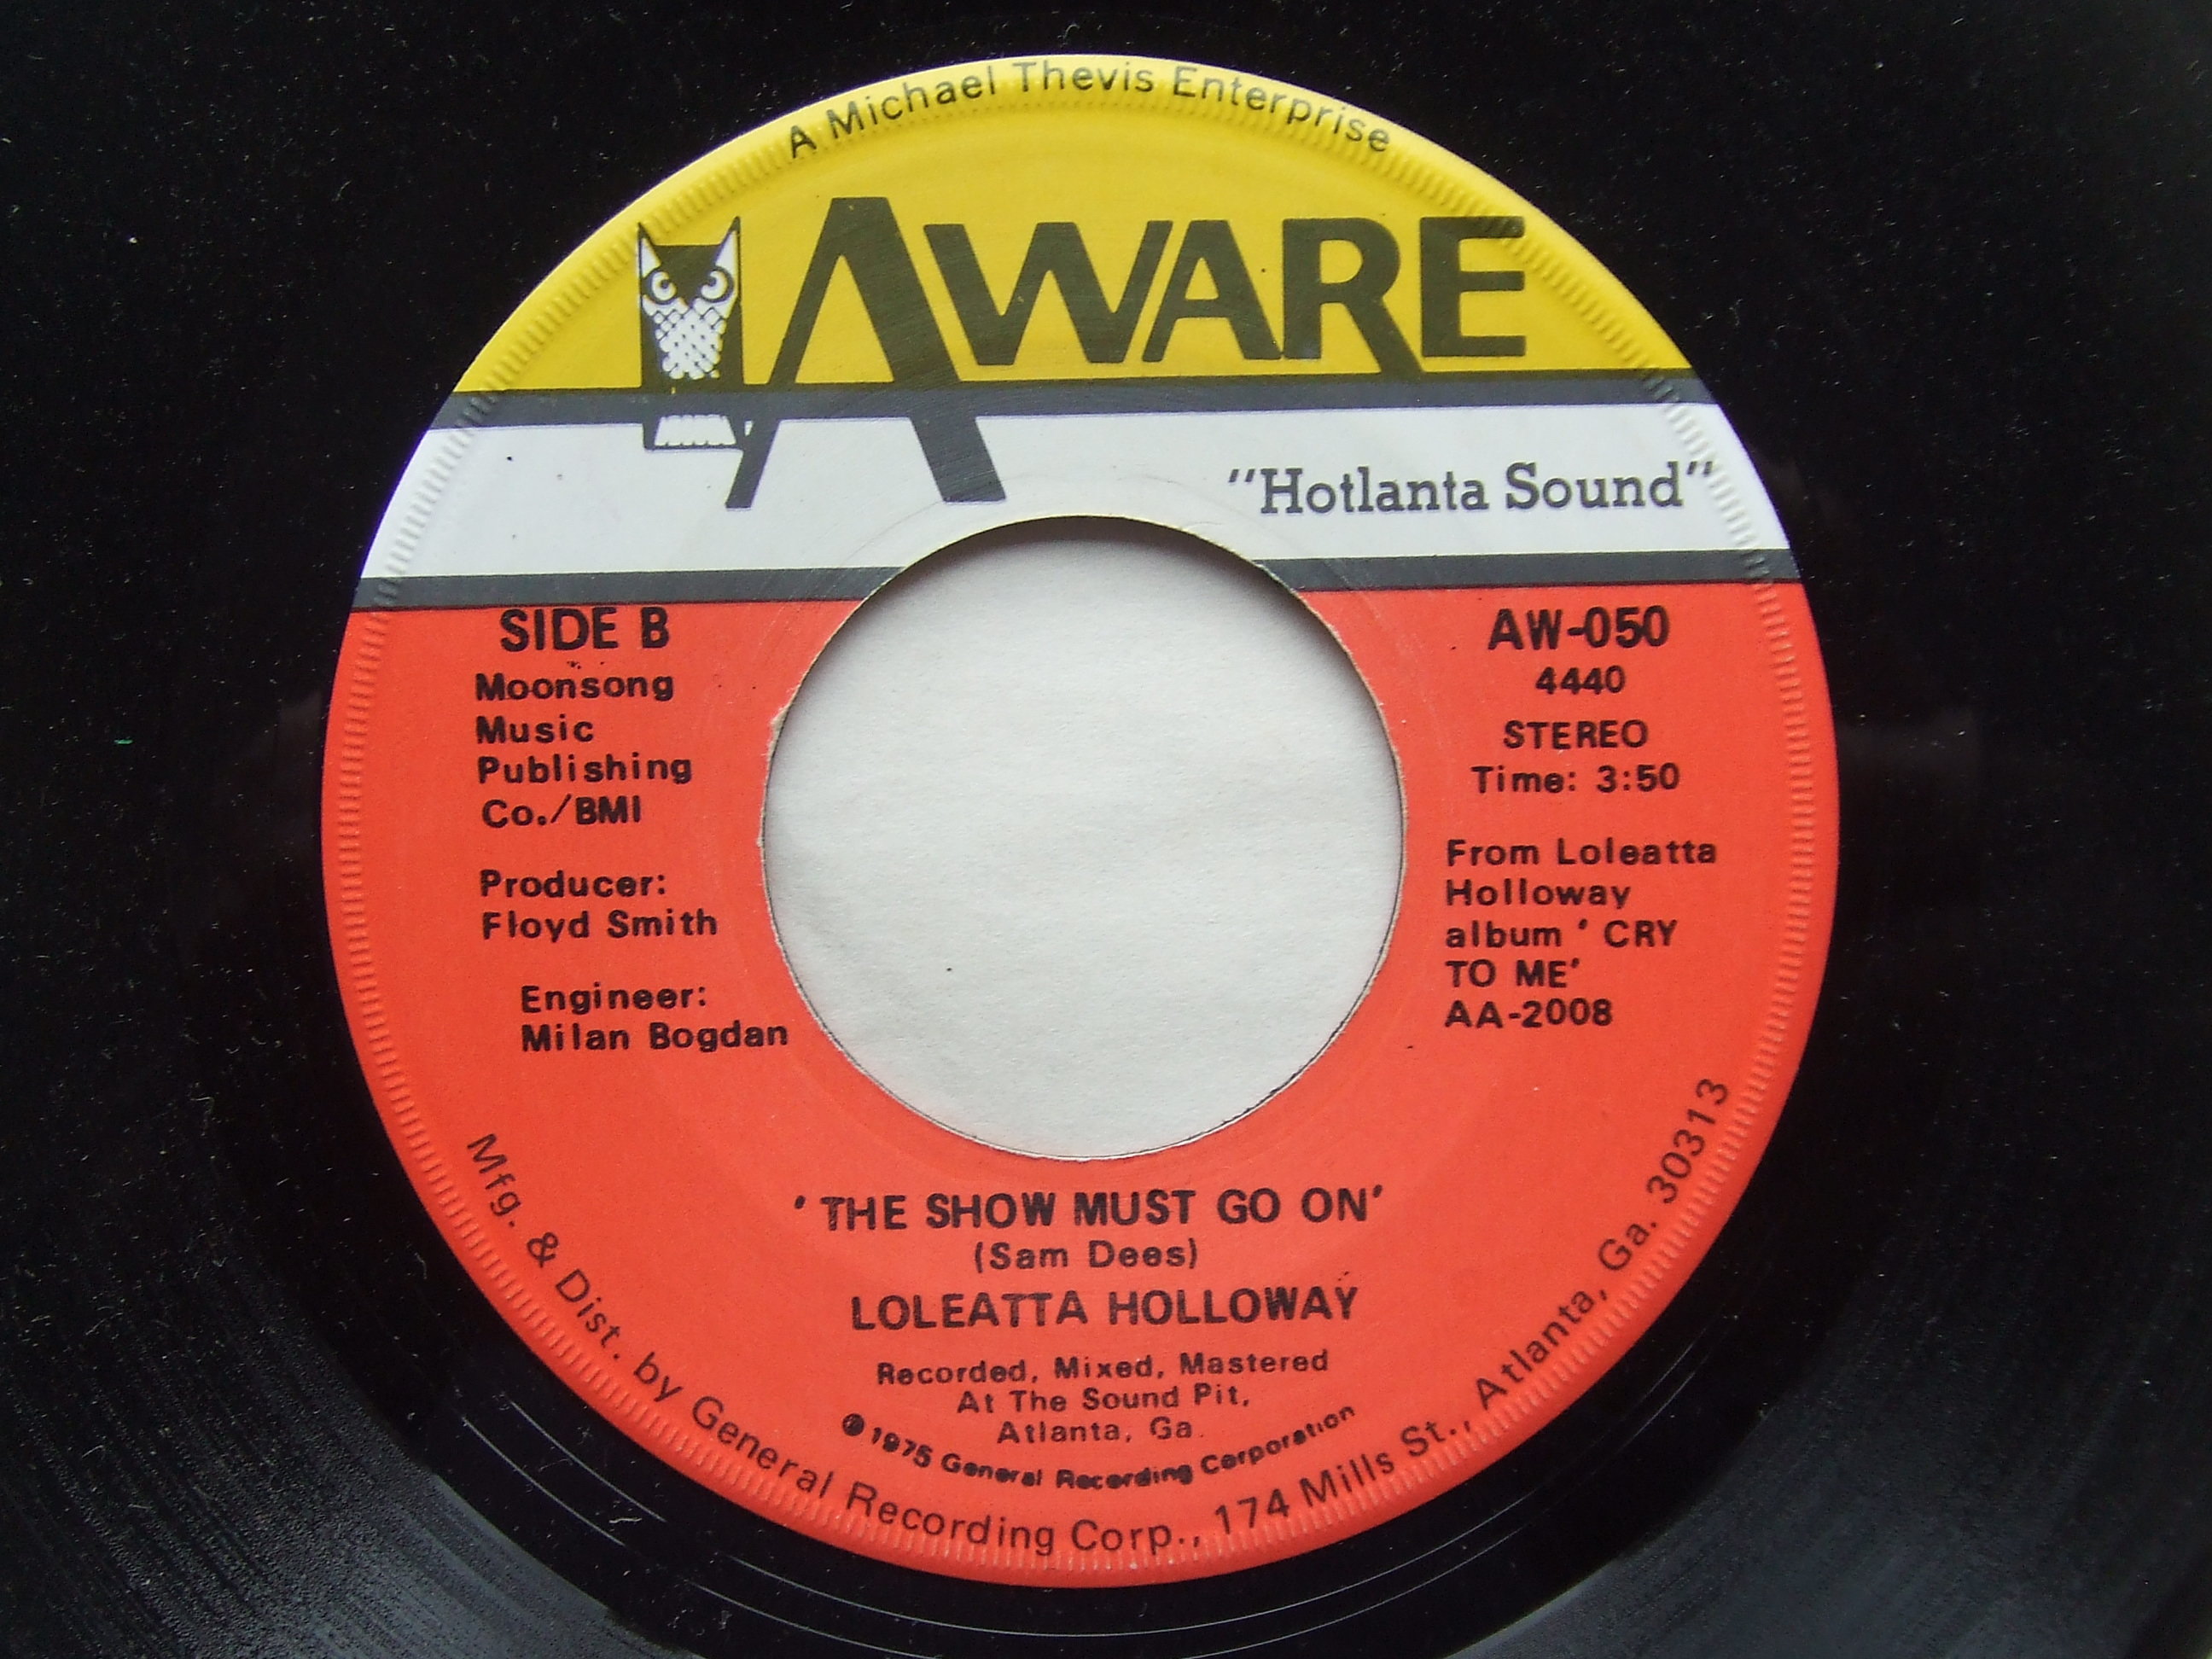 A Michael Thevis Enterprise
AWARE
"Hotlanta Sound"
SIDE B
Moonsong
Music
Publishing
Co./BMI
Producer:
Floyd Smith
Engineer:
Milan Bogdan
AW-050
4440
STEREO
Time: 3:50
From Loleatta
Holloway
album ' CRY
TO ME'
AA-2008
' THE SHOW MUST GO ON'
(Sam Dees)
LOLEATTA HOLLOWAY
Recorded, Mixed, Mastered
At The Sound Pit,
Atlanta, Ga.
℗ 1975 General Recording Corporation
Mfg. & Dist. by General Recording Corp., 174 Mills St., Atlanta, Ga. 30313